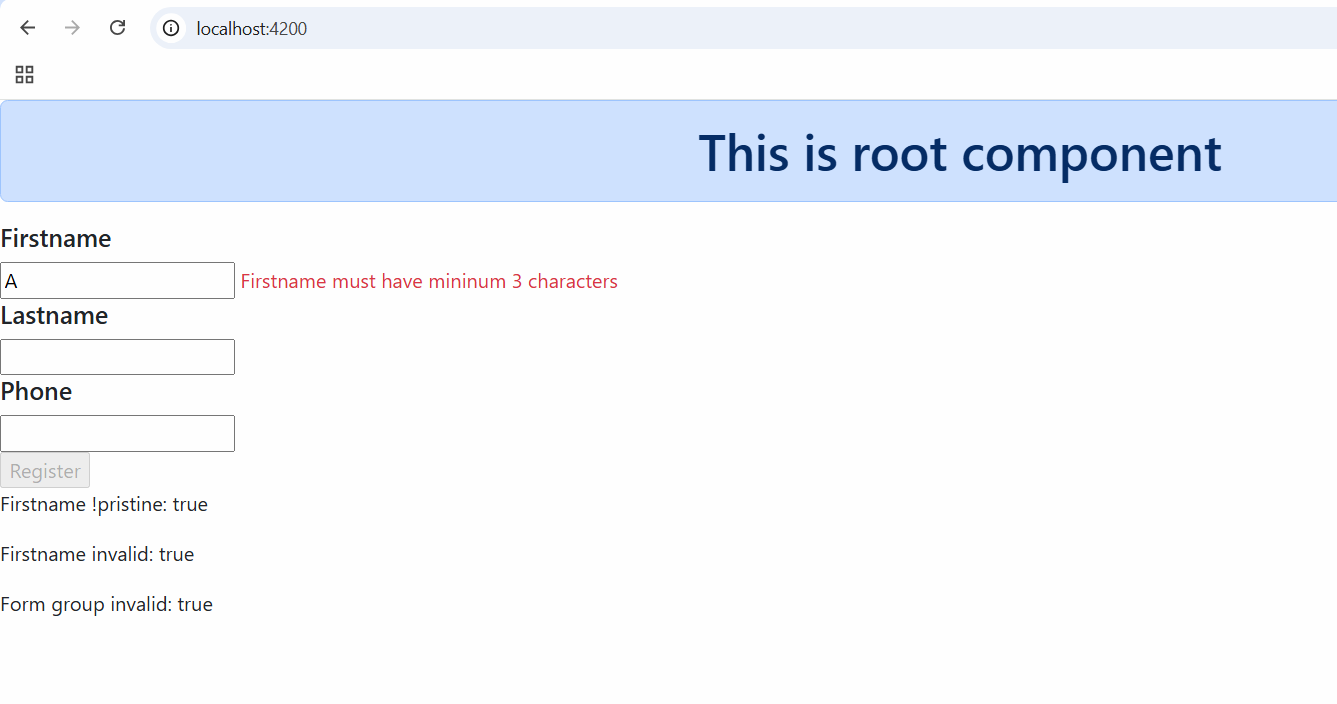 localhost:4200
This is root component
Firstname
A Firstname must have mininum 3 characters
Lastname
Phone
Register
Firstname !pristine: true
Firstname invalid: true
Form group invalid: true